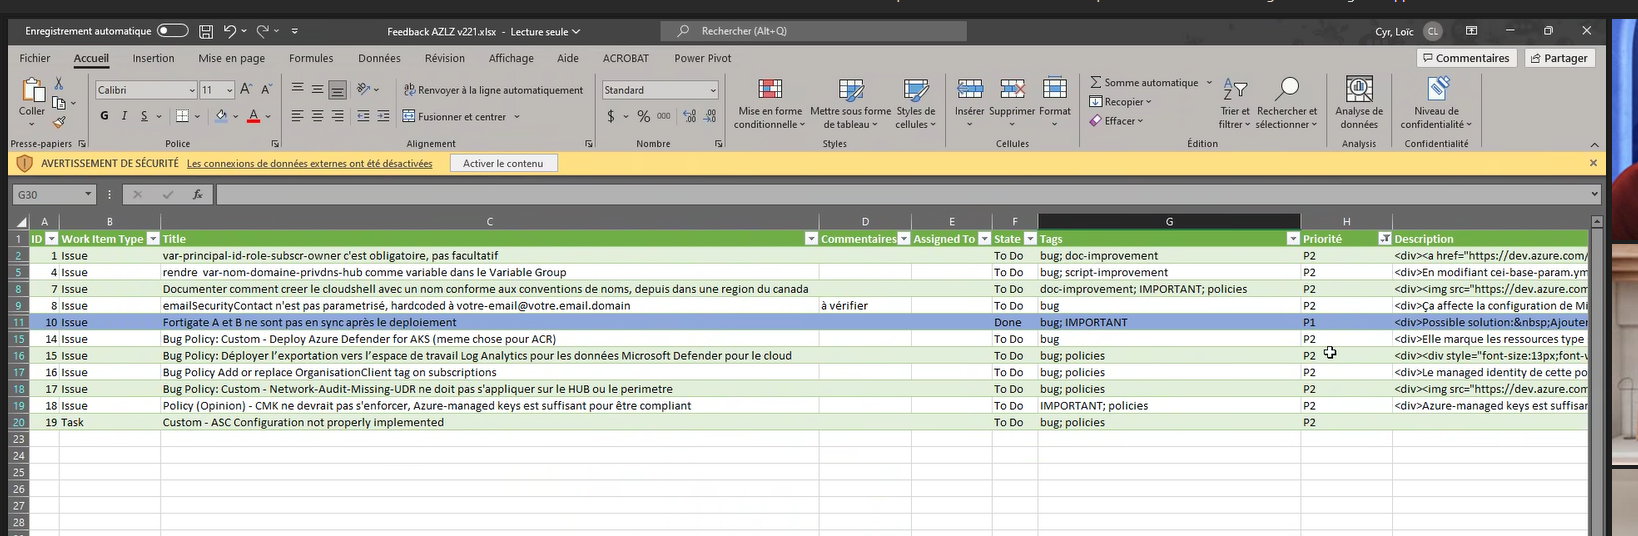 Enregistrement automatique Feedback AZLZ v221.xlsx - Lecture seule Rechercher (Alt+Q) Cyr, Loïc CL
Fichier Accueil Insertion Mise en page Formules Données Révision Affichage Aide ACROBAT Power Pivot Commentaires Partager
Coller
Calibri 11
G I S
Renvoyer à la ligne automatiquement
Fusionner et centrer
Standard
$ % 000
Mise en forme conditionnelle
Mettre sous forme de tableau
Styles de cellules
Insérer Supprimer Format
Somme automatique
Recopier
Effacer
Trier et filtrer
Rechercher et sélectionner
Analyse de données
Niveau de confidentialité
Presse-papiers Police Alignement Nombre Styles Cellules Édition Analysis Confidentialité
AVERTISSEMENT DE SÉCURITÉ Les connexions de données externes ont été désactivées Activer le contenu
G30 fx
A B C D E F G H
1 ID Work Item Type Title Commentaires Assigned To State Tags Priorité Description
2 1 Issue var-principal-id-role-subscr-owner c'est obligatoire, pas facultatif To Do bug; doc-improvement P2 <div><a href="https://dev.azure.com/
5 4 Issue rendre var-nom-domaine-privdns-hub comme variable dans le Variable Group To Do bug; script-improvement P2 <div>En modifiant cei-base-param.ym
8 7 Issue Documenter comment creer le cloudshell avec un nom conforme aux conventions de noms, depuis dans une region du canada To Do doc-improvement; IMPORTANT; policies P2 <div><img src="https://dev.azure.com
9 8 Issue emailSecurityContact n'est pas parametrisé, hardcoded à votre-email@votre.email.domain à vérifier To Do bug P2 <div>Ça affecte la configuration de Mi
11 10 Issue Fortigate A et B ne sont pas en sync après le deploiement Done bug; IMPORTANT P1 <div>Possible solution:&nbsp;Ajouter
15 14 Issue Bug Policy: Custom - Deploy Azure Defender for AKS (meme chose pour ACR) To Do bug P2 <div>Elle marque les ressources type
16 15 Issue Bug Policy: Déployer l'exportation vers l'espace de travail Log Analytics pour les données Microsoft Defender pour le cloud To Do bug; policies P2 <div><div style="font-size:13px;font-w
17 16 Issue Bug Policy Add or replace OrganisationClient tag on subscriptions To Do bug; policies P2 <div>Le managed identity de cette po
18 17 Issue Bug Policy: Custom - Network-Audit-Missing-UDR ne doit pas s'appliquer sur le HUB ou le perimetre To Do bug; policies P2 <div><img src="https://dev.azure.com
19 18 Issue Policy (Opinion) - CMK ne devrait pas s'enforcer, Azure-managed keys est suffisant pour être compliant To Do IMPORTANT; policies P2 <div>Azure-managed keys est suffisar
20 19 Task Custom - ASC Configuration not properly implemented To Do bug; policies P2
23
24
25
26
27
28